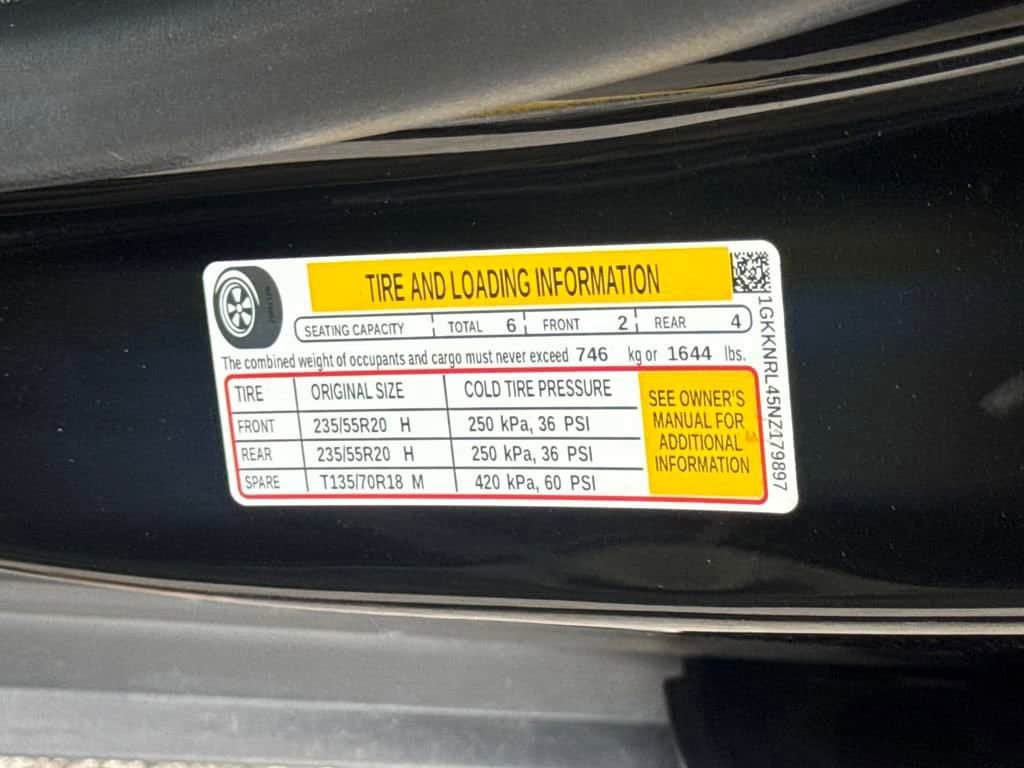 TIRE AND LOADING INFORMATION
SEATING CAPACITY TOTAL 6 FRONT 2 REAR 4
The combined weight of occupants and cargo must never exceed 746 kg or 1644 lbs.
TIRE ORIGINAL SIZE COLD TIRE PRESSURE
FRONT 235/55R20 H 250 kPa, 36 PSI
REAR 235/55R20 H 250 kPa, 36 PSI
SPARE T135/70R18 M 420 kPa, 60 PSI
SEE OWNER'S
MANUAL FOR
ADDITIONAL
INFORMATION
1GKKNRL45NZ179897